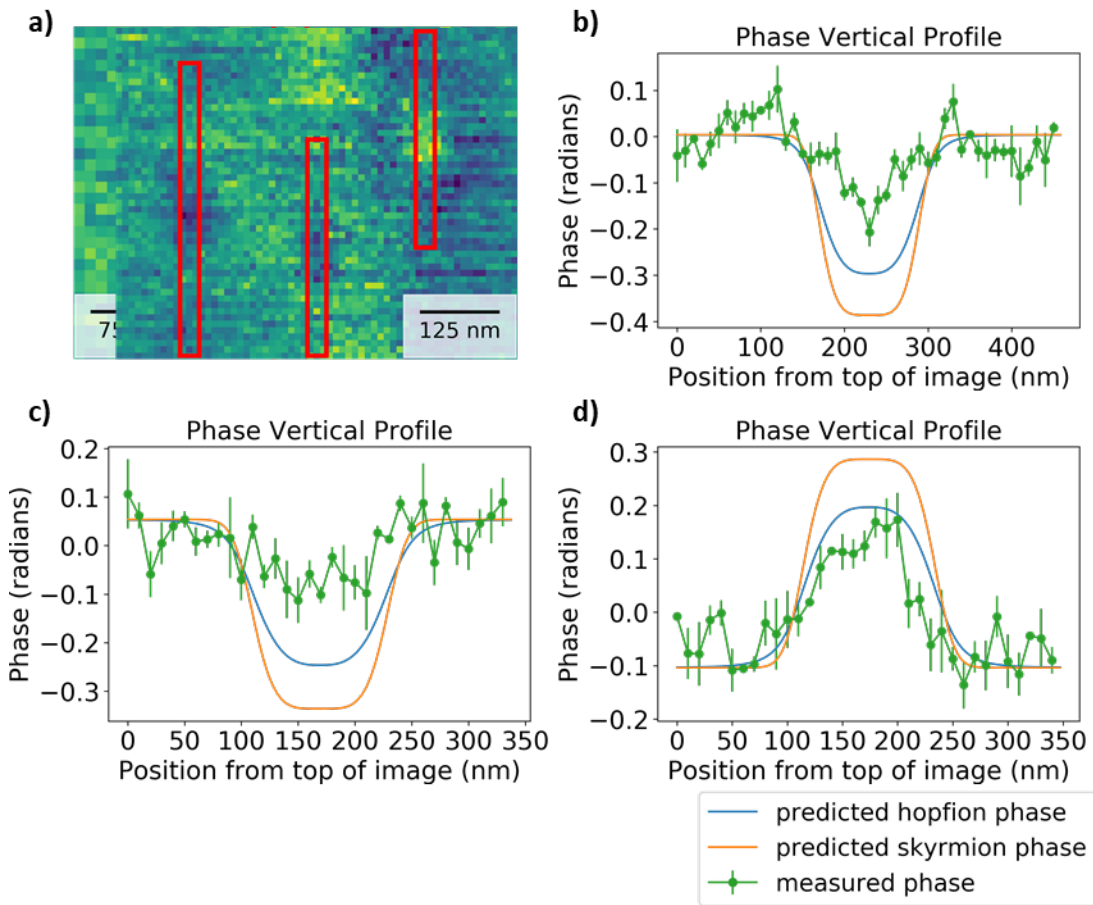 a)
75
125 nm
b)
Phase Vertical Profile
Phase (radians)
0.1
0.0
−0.1
−0.2
−0.3
−0.4
0 100 200 300 400
Position from top of image (nm)
c)
Phase Vertical Profile
Phase (radians)
0.2
0.1
0.0
−0.1
−0.2
−0.3
0 50 100 150 200 250 300 350
Position from top of image (nm)
d)
Phase Vertical Profile
Phase (radians)
0.3
0.2
0.1
0.0
−0.1
−0.2
0 50 100 150 200 250 300 350
Position from top of image (nm)
predicted hopfion phase
predicted skyrmion phase
measured phase